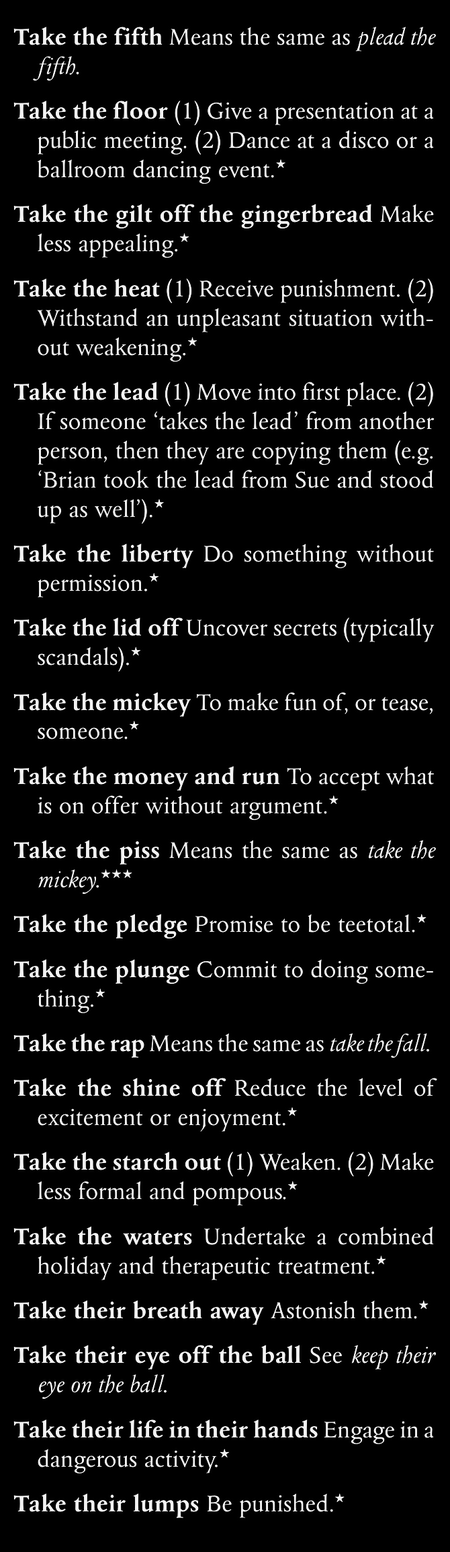 Take the fifth Means the same as plead the
fifth.
Take the floor (1) Give a presentation at a
public meeting. (2) Dance at a disco or a
ballroom dancing event.★
Take the gilt off the gingerbread Make
less appealing.★
Take the heat (1) Receive punishment. (2)
Withstand an unpleasant situation with-
out weakening.★
Take the lead (1) Move into first place. (2)
If someone ‘takes the lead’ from another
person, then they are copying them (e.g.
‘Brian took the lead from Sue and stood
up as well’).★
Take the liberty Do something without
permission.★
Take the lid off Uncover secrets (typically
scandals).★
Take the mickey To make fun of, or tease,
someone.★
Take the money and run To accept what
is on offer without argument.★
Take the piss Means the same as take the
mickey.★★★
Take the pledge Promise to be teetotal.★
Take the plunge Commit to doing some-
thing.★
Take the rap Means the same as take the fall.
Take the shine off Reduce the level of
excitement or enjoyment.★
Take the starch out (1) Weaken. (2) Make
less formal and pompous.★
Take the waters Undertake a combined
holiday and therapeutic treatment.★
Take their breath away Astonish them.★
Take their eye off the ball See keep their
eye on the ball.
Take their life in their hands Engage in a
dangerous activity.★
Take their lumps Be punished.★